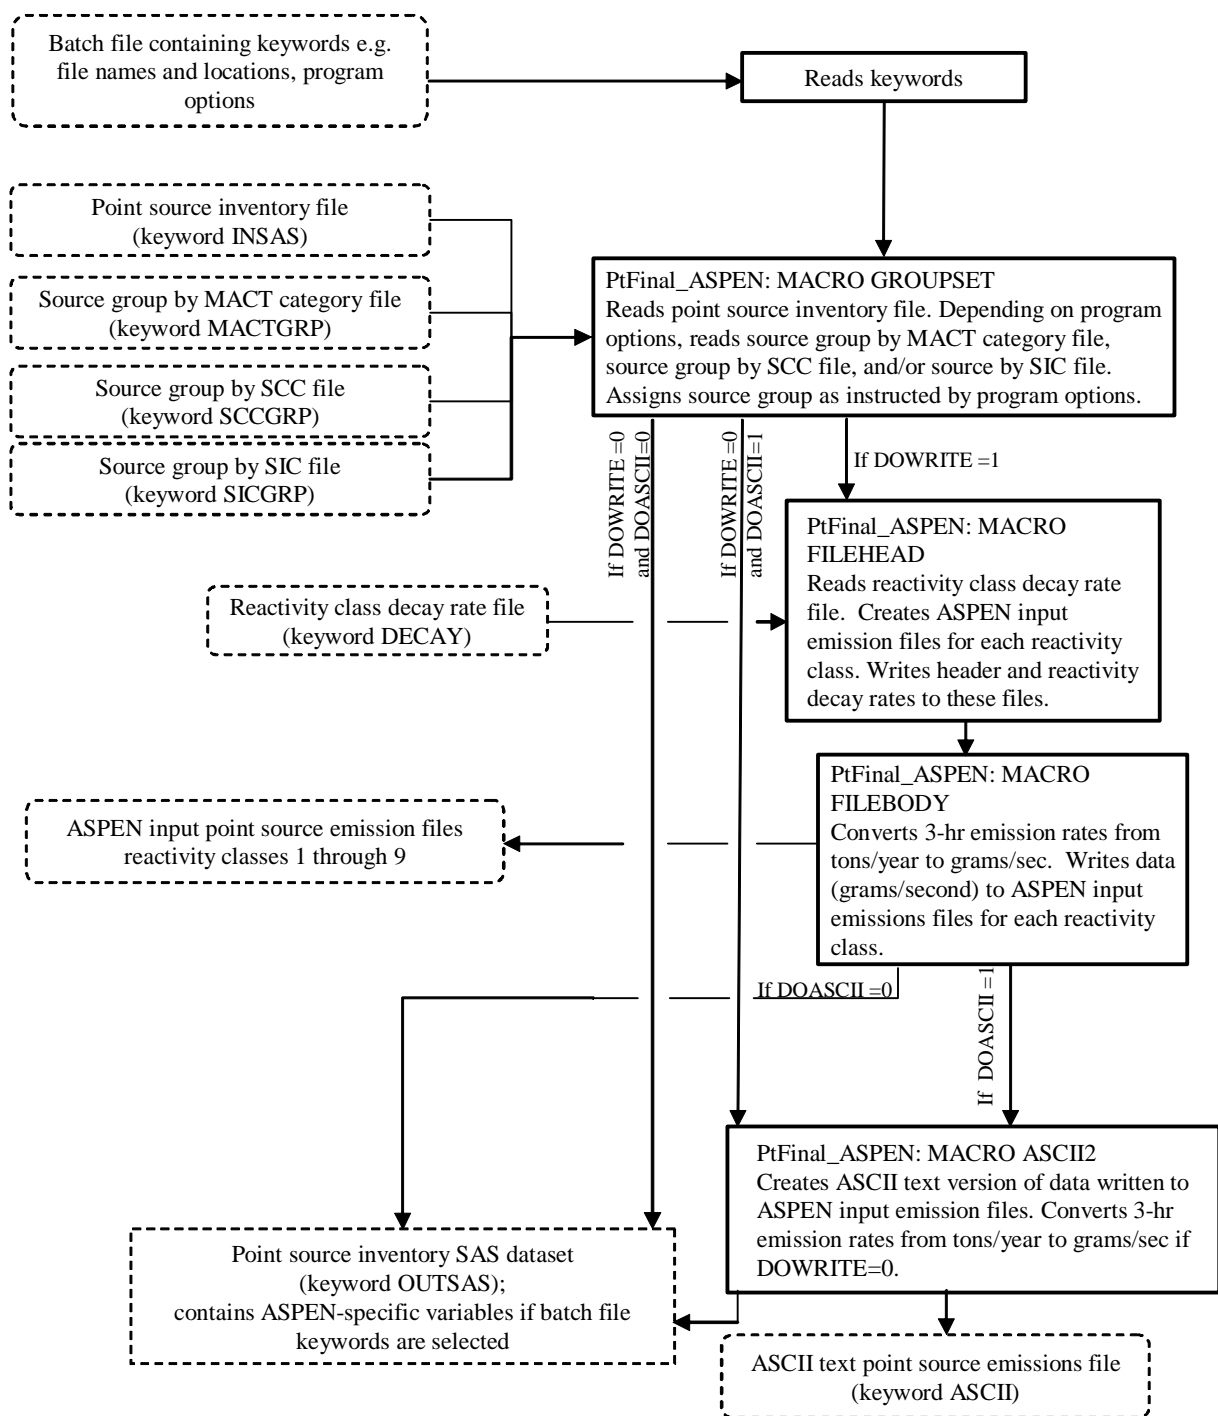 Batch file containing keywords e.g.
file names and locations, program
options
Reads keywords
Point source inventory file
(keyword INSAS)
Source group by MACT category file
(keyword MACTGRP)
Source group by SCC file
(keyword SCCGRP)
Source group by SIC file
(keyword SICGRP)
PtFinal_ASPEN: MACRO GROUPSET
Reads point source inventory file. Depending on program
options, reads source group by MACT category file,
source group by SCC file, and/or source by SIC file.
Assigns source group as instructed by program options.
If DOWRITE =0
and DOASCII=0
If DOWRITE =0
and DOASCII=1
If DOWRITE =1
Reactivity class decay rate file
(keyword DECAY)
PtFinal_ASPEN: MACRO
FILEHEAD
Reads reactivity class decay rate
file.  Creates ASPEN input
emission files for each reactivity
class. Writes header and reactivity
decay rates to these files.
ASPEN input point source emission files
reactivity classes 1 through 9
PtFinal_ASPEN: MACRO
FILEBODY
Converts 3-hr emission rates from
tons/year to grams/sec.  Writes data
(grams/second) to ASPEN input
emissions files for each reactivity
class.
If DOASCII =0
If  DOASCII =1
PtFinal_ASPEN: MACRO ASCII2
Creates ASCII text version of data written to
ASPEN input emission files. Converts 3-hr
emission rates from tons/year to grams/sec if
DOWRITE=0.
Point source inventory SAS dataset
(keyword OUTSAS);
contains ASPEN-specific variables if batch file
keywords are selected
ASCII text point source emissions file
(keyword ASCII)